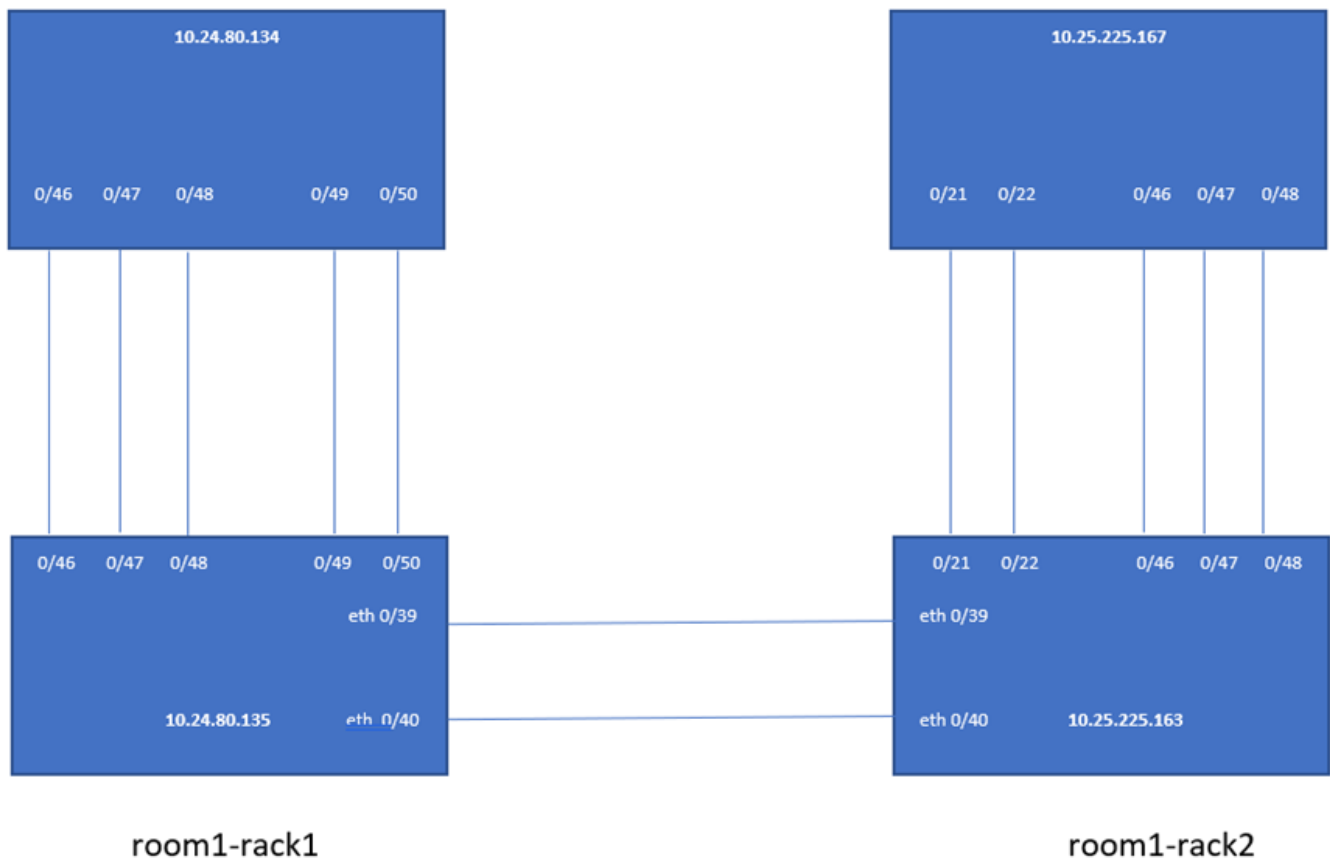 10.24.80.134
10.25.225.167
0/46 0/47 0/48 0/49 0/50
0/21 0/22 0/46 0/47 0/48
0/46 0/47 0/48 0/49 0/50
0/21 0/22 0/46 0/47 0/48
eth 0/39
eth 0/39
10.24.80.135
eth 0/40
eth 0/40
10.25.225.163
room1-rack1
room1-rack2